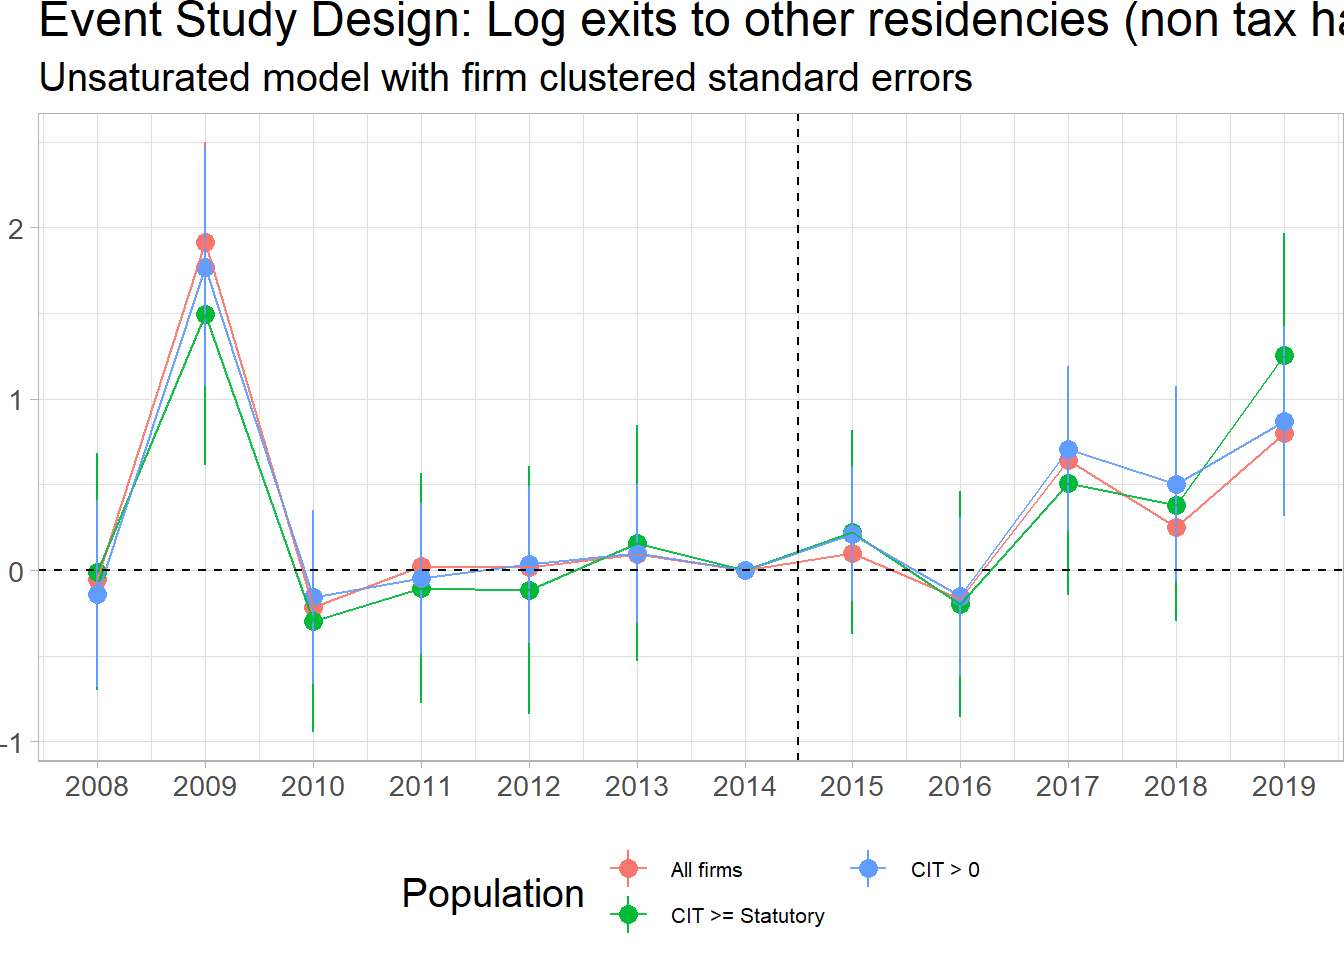 Event Study Design: Log exits to other residencies (non tax
Unsaturated model with firm clustered standard errors
2
1
0
-1
2008 2009 2010 2011 2012 2013 2014 2015 2016 2017 2018 2019
Population
All firms
CIT > 0
CIT >= Statutory